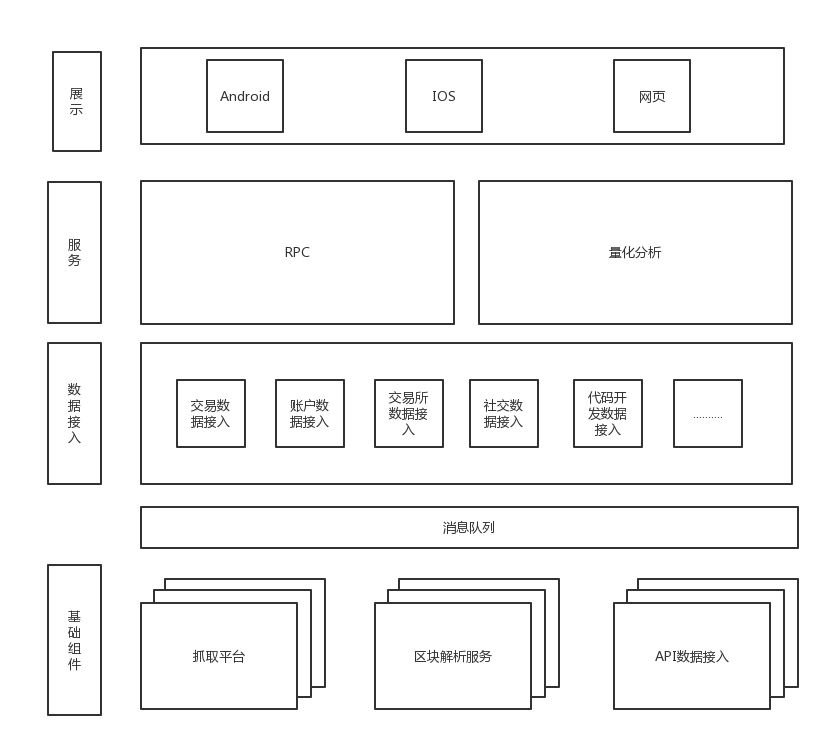 展
示
Android
IOS
网页
服
务
RPC
量化分析
数
据
接
入
交易数
据接入
账户数
据接入
交易所
数据接
入
社交数
据接入
代码开
发数据
接入
..........
消息队列
基
础
组
件
抓取平台
区块解析服务
API数据接入